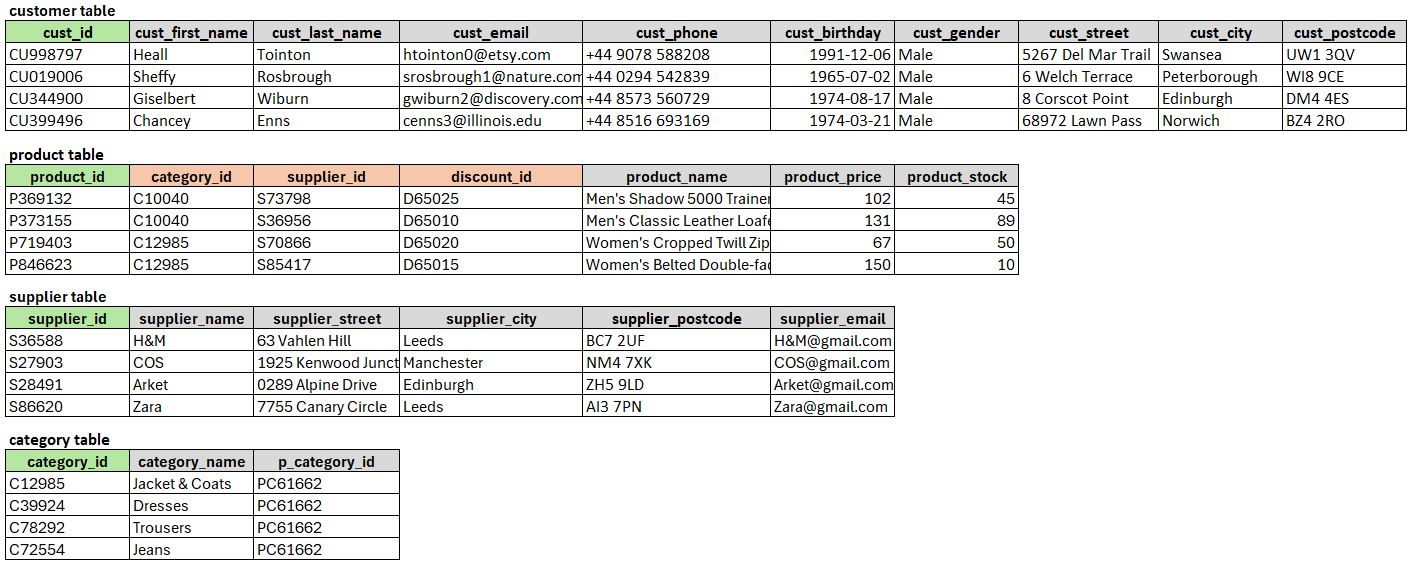 customer table
cust_id cust_first_name cust_last_name cust_email cust_phone cust_birthday cust_gender cust_street cust_city cust_postcode
CU998797 Heall Tointon htointon0@etsy.com +44 9078 588208 1991-12-06 Male 5267 Del Mar Trail Swansea UW1 3QV
CU019006 Sheffy Rosbrough srosbrough1@nature.com +44 0294 542839 1965-07-02 Male 6 Welch Terrace Peterborough WI8 9CE
CU344900 Giselbert Wiburn gwiburn2@discovery.com +44 8573 560729 1974-08-17 Male 8 Corscot Point Edinburgh DM4 4ES
CU399496 Chancey Enns cenns3@illinois.edu +44 8516 693169 1974-03-21 Male 68972 Lawn Pass Norwich BZ4 2RO
product table
product_id category_id supplier_id discount_id product_name product_price product_stock
P369132 C10040 S73798 D65025 Men's Shadow 5000 Trainer 102 45
P373155 C10040 S36956 D65010 Men's Classic Leather Loafe 131 89
P719403 C12985 S70866 D65020 Women's Cropped Twill Zip 67 50
P846623 C12985 S85417 D65015 Women's Belted Double-fac 150 10
supplier table
supplier_id supplier_name supplier_street supplier_city supplier_postcode supplier_email
S36588 H&M 63 Vahlen Hill Leeds BC7 2UF H&M@gmail.com
S27903 COS 1925 Kenwood Junct Manchester NM4 7XK COS@gmail.com
S28491 Arket 0289 Alpine Drive Edinburgh ZH5 9LD Arket@gmail.com
S86620 Zara 7755 Canary Circle Leeds AI3 7PN Zara@gmail.com
category table
category_id category_name p_category_id
C12985 Jacket & Coats PC61662
C39924 Dresses PC61662
C78292 Trousers PC61662
C72554 Jeans PC61662